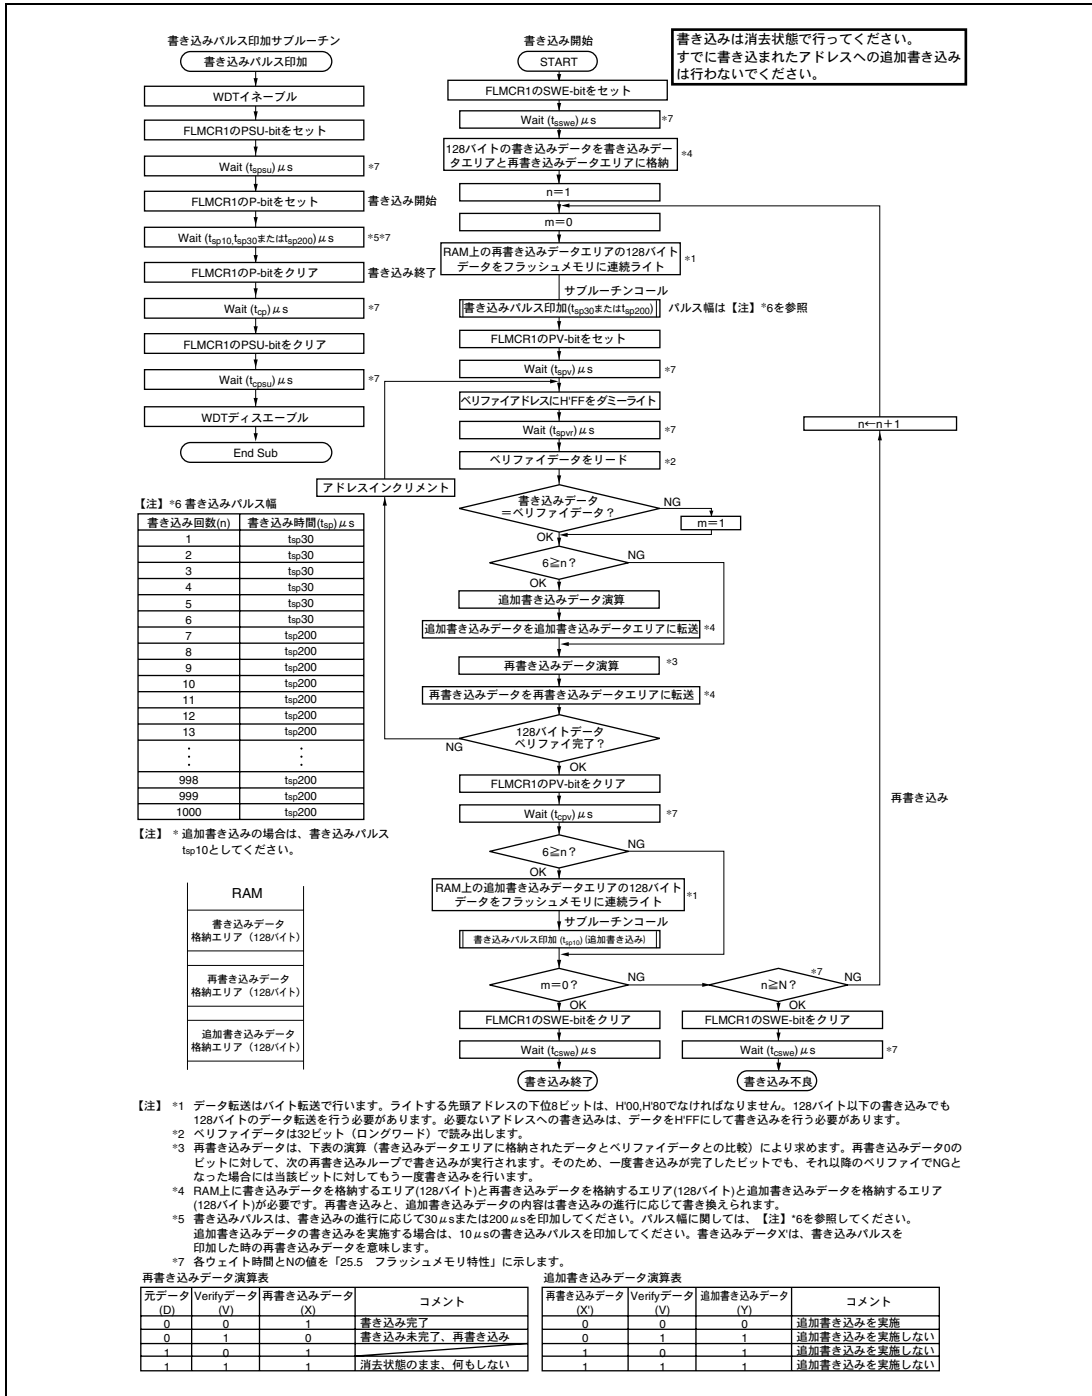 書き込みパルス印加サブルーチン
書き込みパルス印加
WDTイネーブル
FLMCR1のPSU-bitをセット
Wait (tspsu) μs *7
FLMCR1のP-bitをセット 書き込み開始
Wait (tsp10,tsp30またはtsp200) μs *5*7
FLMCR1のP-bitをクリア 書き込み終了
Wait (tcp) μs *7
FLMCR1のPSU-bitをクリア
Wait (tcpsu) μs *7
WDTディスエーブル
End Sub
書き込み開始
START
書き込みは消去状態で行ってください。
すでに書き込まれたアドレスへの追加書き込み
は行わないでください。
FLMCR1のSWE-bitをセット
Wait (tsswe) μs *7
128バイトの書き込みデータを書き込みデー
タエリアと再書き込みデータエリアに格納 *4
n=1
m=0
RAM上の再書き込みデータエリアの128バイト
データをフラッシュメモリに連続ライト *1
サブルーチンコール
書き込みパルス印加(tsp30またはtsp200) パルス幅は【注】*6を参照
FLMCR1のPV-bitをセット
Wait (tspv) μs *7
ベリファイアドレスにH'FFをダミーライト
Wait (tspvr) μs *7
ベリファイデータをリード *2
アドレスインクリメント
書き込みデータ
=ベリファイデータ?
NG
m=1
OK
6≧n?
NG
OK
追加書き込みデータ演算
追加書き込みデータを追加書き込みデータエリアに転送 *4
再書き込みデータ演算 *3
再書き込みデータを再書き込みデータエリアに転送 *4
128バイトデータ
ベリファイ完了?
NG
OK
FLMCR1のPV-bitをクリア
Wait (tcpv) μs *7
6≧n?
NG
OK
RAM上の追加書き込みデータエリアの128バイト
データをフラッシュメモリに連続ライト *1
サブルーチンコール
書き込みパルス印加 (tsp10) (追加書き込み)
m=0?
NG
OK
FLMCR1のSWE-bitをクリア
Wait (tcswe) μs
書き込み終了
n≧N? *7
NG
OK
FLMCR1のSWE-bitをクリア
Wait (tcswe) μs *7
書き込み不良
n←n+1
再書き込み
【注】*6 書き込みパルス幅
書き込み回数(n) 書き込み時間(tsp) μs
1 tsp30
2 tsp30
3 tsp30
4 tsp30
5 tsp30
6 tsp30
7 tsp200
8 tsp200
9 tsp200
10 tsp200
11 tsp200
12 tsp200
13 tsp200
⋮ ⋮
998 tsp200
999 tsp200
1000 tsp200
【注】 * 追加書き込みの場合は、書き込みパルス
tsp10としてください。
RAM
書き込みデータ
格納エリア(128バイト)
再書き込みデータ
格納エリア(128バイト)
追加書き込みデータ
格納エリア(128バイト)
【注】 *1 データ転送はバイト転送で行います。ライトする先頭アドレスの下位8ビットは、H'00,H'80でなければなりません。128バイト以下の書き込みでも
128バイトのデータ転送を行う必要があります。必要ないアドレスへの書き込みは、データをH'FFにして書き込みを行う必要があります。
*2 ベリファイデータは32ビット(ロングワード)で読み出します。
*3 再書き込みデータは、下表の演算(書き込みデータエリアに格納されたデータとベリファイデータとの比較)により求めます。再書き込みデータ0の
ビットに対して、次の再書き込みループで書き込みが実行されます。そのため、一度書き込みが完了したビットでも、それ以降のベリファイでNGと
なった場合には当該ビットに対してもう一度書き込みを行います。
*4 RAM上に書き込みデータを格納するエリア(128バイト)と再書き込みデータを格納するエリア(128バイト)と追加書き込みデータを格納するエリア
(128バイト)が必要です。再書き込みと、追加書き込みデータの内容は書き込みの進行に応じて書き換えられます。
*5 書き込みパルスは、書き込みの進行に応じて30μsまたは200μsを印加してください。パルス幅に関しては、【注】*6を参照してください。
追加書き込みデータの書き込みを実施する場合は、10μsの書き込みパルスを印加してください。書き込みデータX'は、書き込みパルスを
印加した時の再書き込みデータを意味します。
*7 各ウェイト時間とNの値を「25.5 フラッシュメモリ特性」に示します。
再書き込みデータ演算表
元データ(D) Verifyデータ(V) 再書き込みデータ(X) コメント
0 0 1 書き込み完了
0 1 0 書き込み未完了、再書き込み
1 0 1
1 1 1 消去状態のまま、何もしない
追加書き込みデータ演算表
再書き込みデータ(X') Verifyデータ(V) 追加書き込みデータ(Y) コメント
0 0 0 追加書き込みを実施
0 1 1 追加書き込みを実施しない
1 0 1 追加書き込みを実施しない
1 1 1 追加書き込みを実施しない